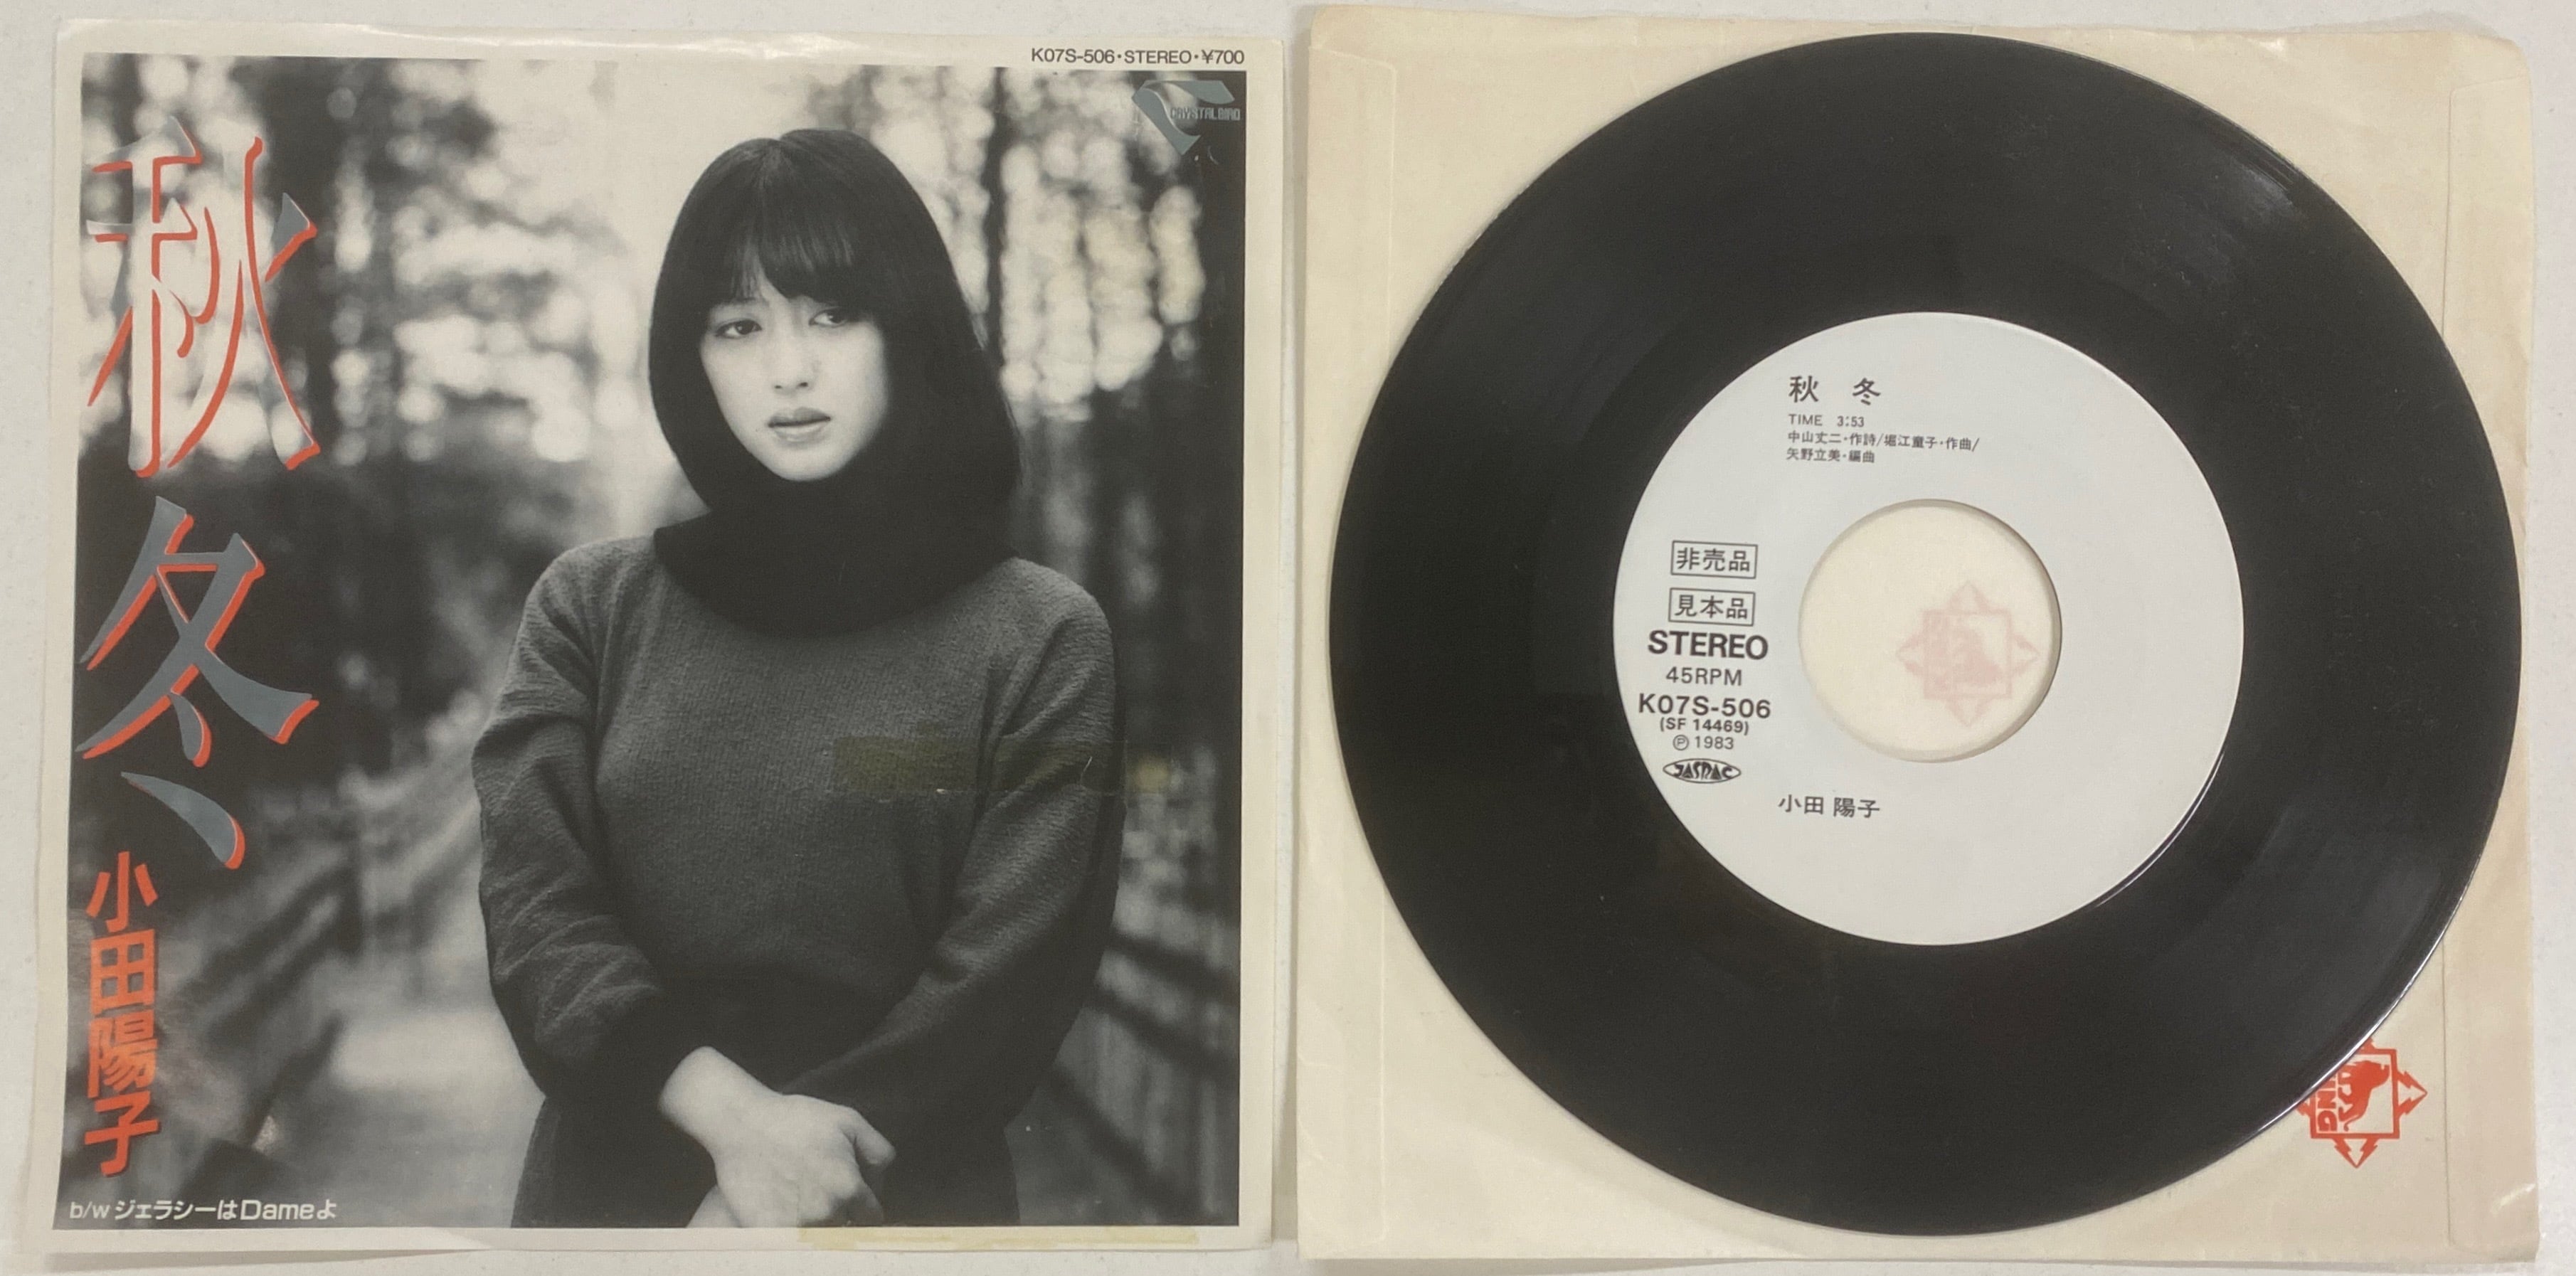 K07S-506・STEREO・¥700
CRYSTAL BIRD
秋冬
小田陽子
b/w ジェラシーはDameよ
秋 冬
TIME 3:53
中山丈二・作詩/堀江童子・作曲/
矢野立美・編曲
非売品
見本品
STEREO
45RPM
K07S-506
(SF 14469)
Ⓟ 1983
JASRAC
小田 陽子